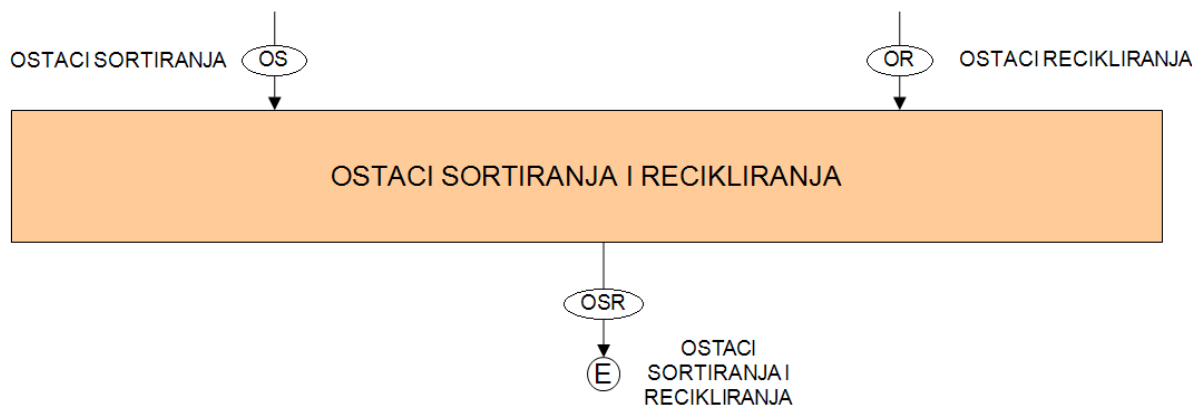 OSTACI SORTIRANJA
OS
OR
OSTACI RECIKLIRANJA
OSTACI SORTIRANJA I RECIKLIRANJA
OSR
E
OSTACI
SORTIRANJA I
RECIKLIRANJA